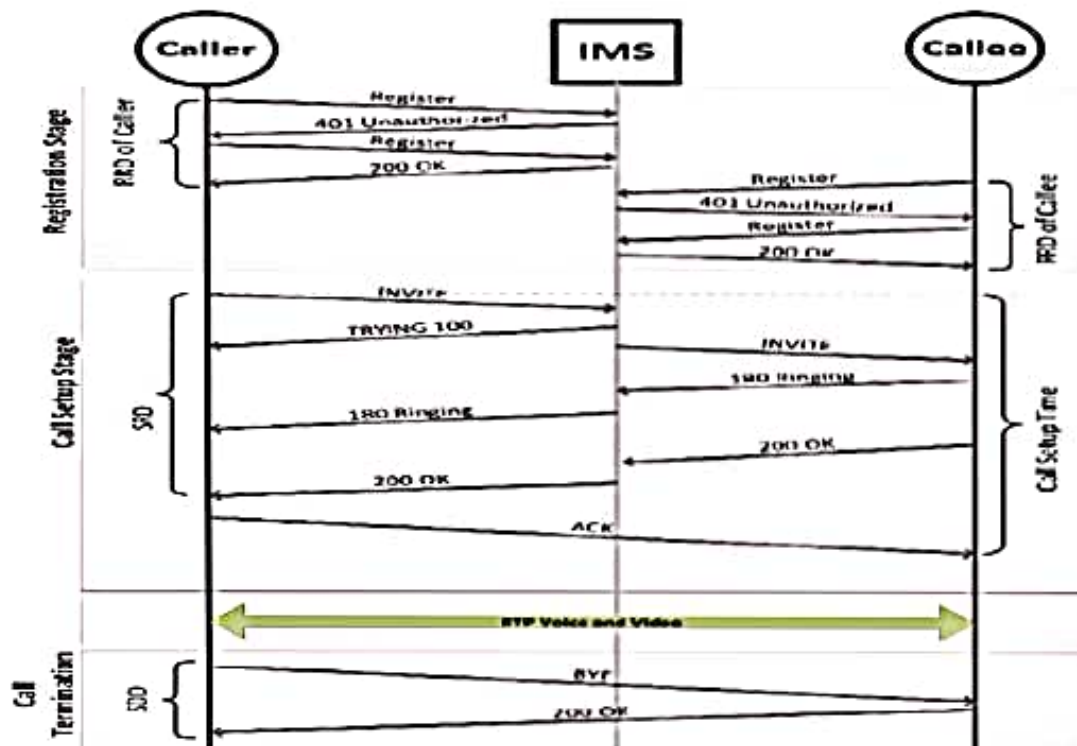 Caller
IMS
Callee
Registration Stage
RRD of Caller
Register
401 Unauthorized
Register
200 OK
Register
401 Unauthorized
Register
200 OK
RRD of Callee
Call Setup Stage
SRD
INVITE
TRYING 100
INVITE
180 Ringing
180 Ringing
200 OK
200 OK
ACK
Call Setup Time
RTP Voice and Video
Call
Termination
SDD
BYE
200 OK